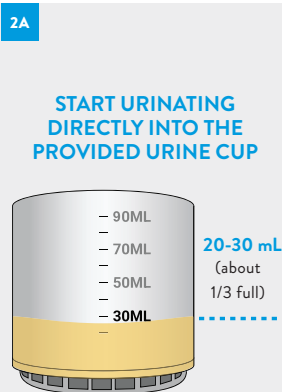 2A
START URINATING
DIRECTLY INTO THE
PROVIDED URINE CUP
90ML
70ML
50ML
30ML
20-30 mL
(about
1/3 full)